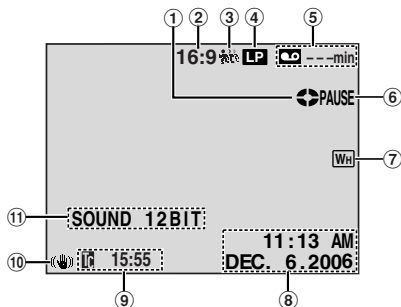 ① ② ③ ④ ⑤
16:9 LP - - -min
PAUSE ⑥
WH ⑦
⑪ SOUND 12BIT
11:13 AM
⑩ 15:55 DEC. 6.2006
⑨ ⑧